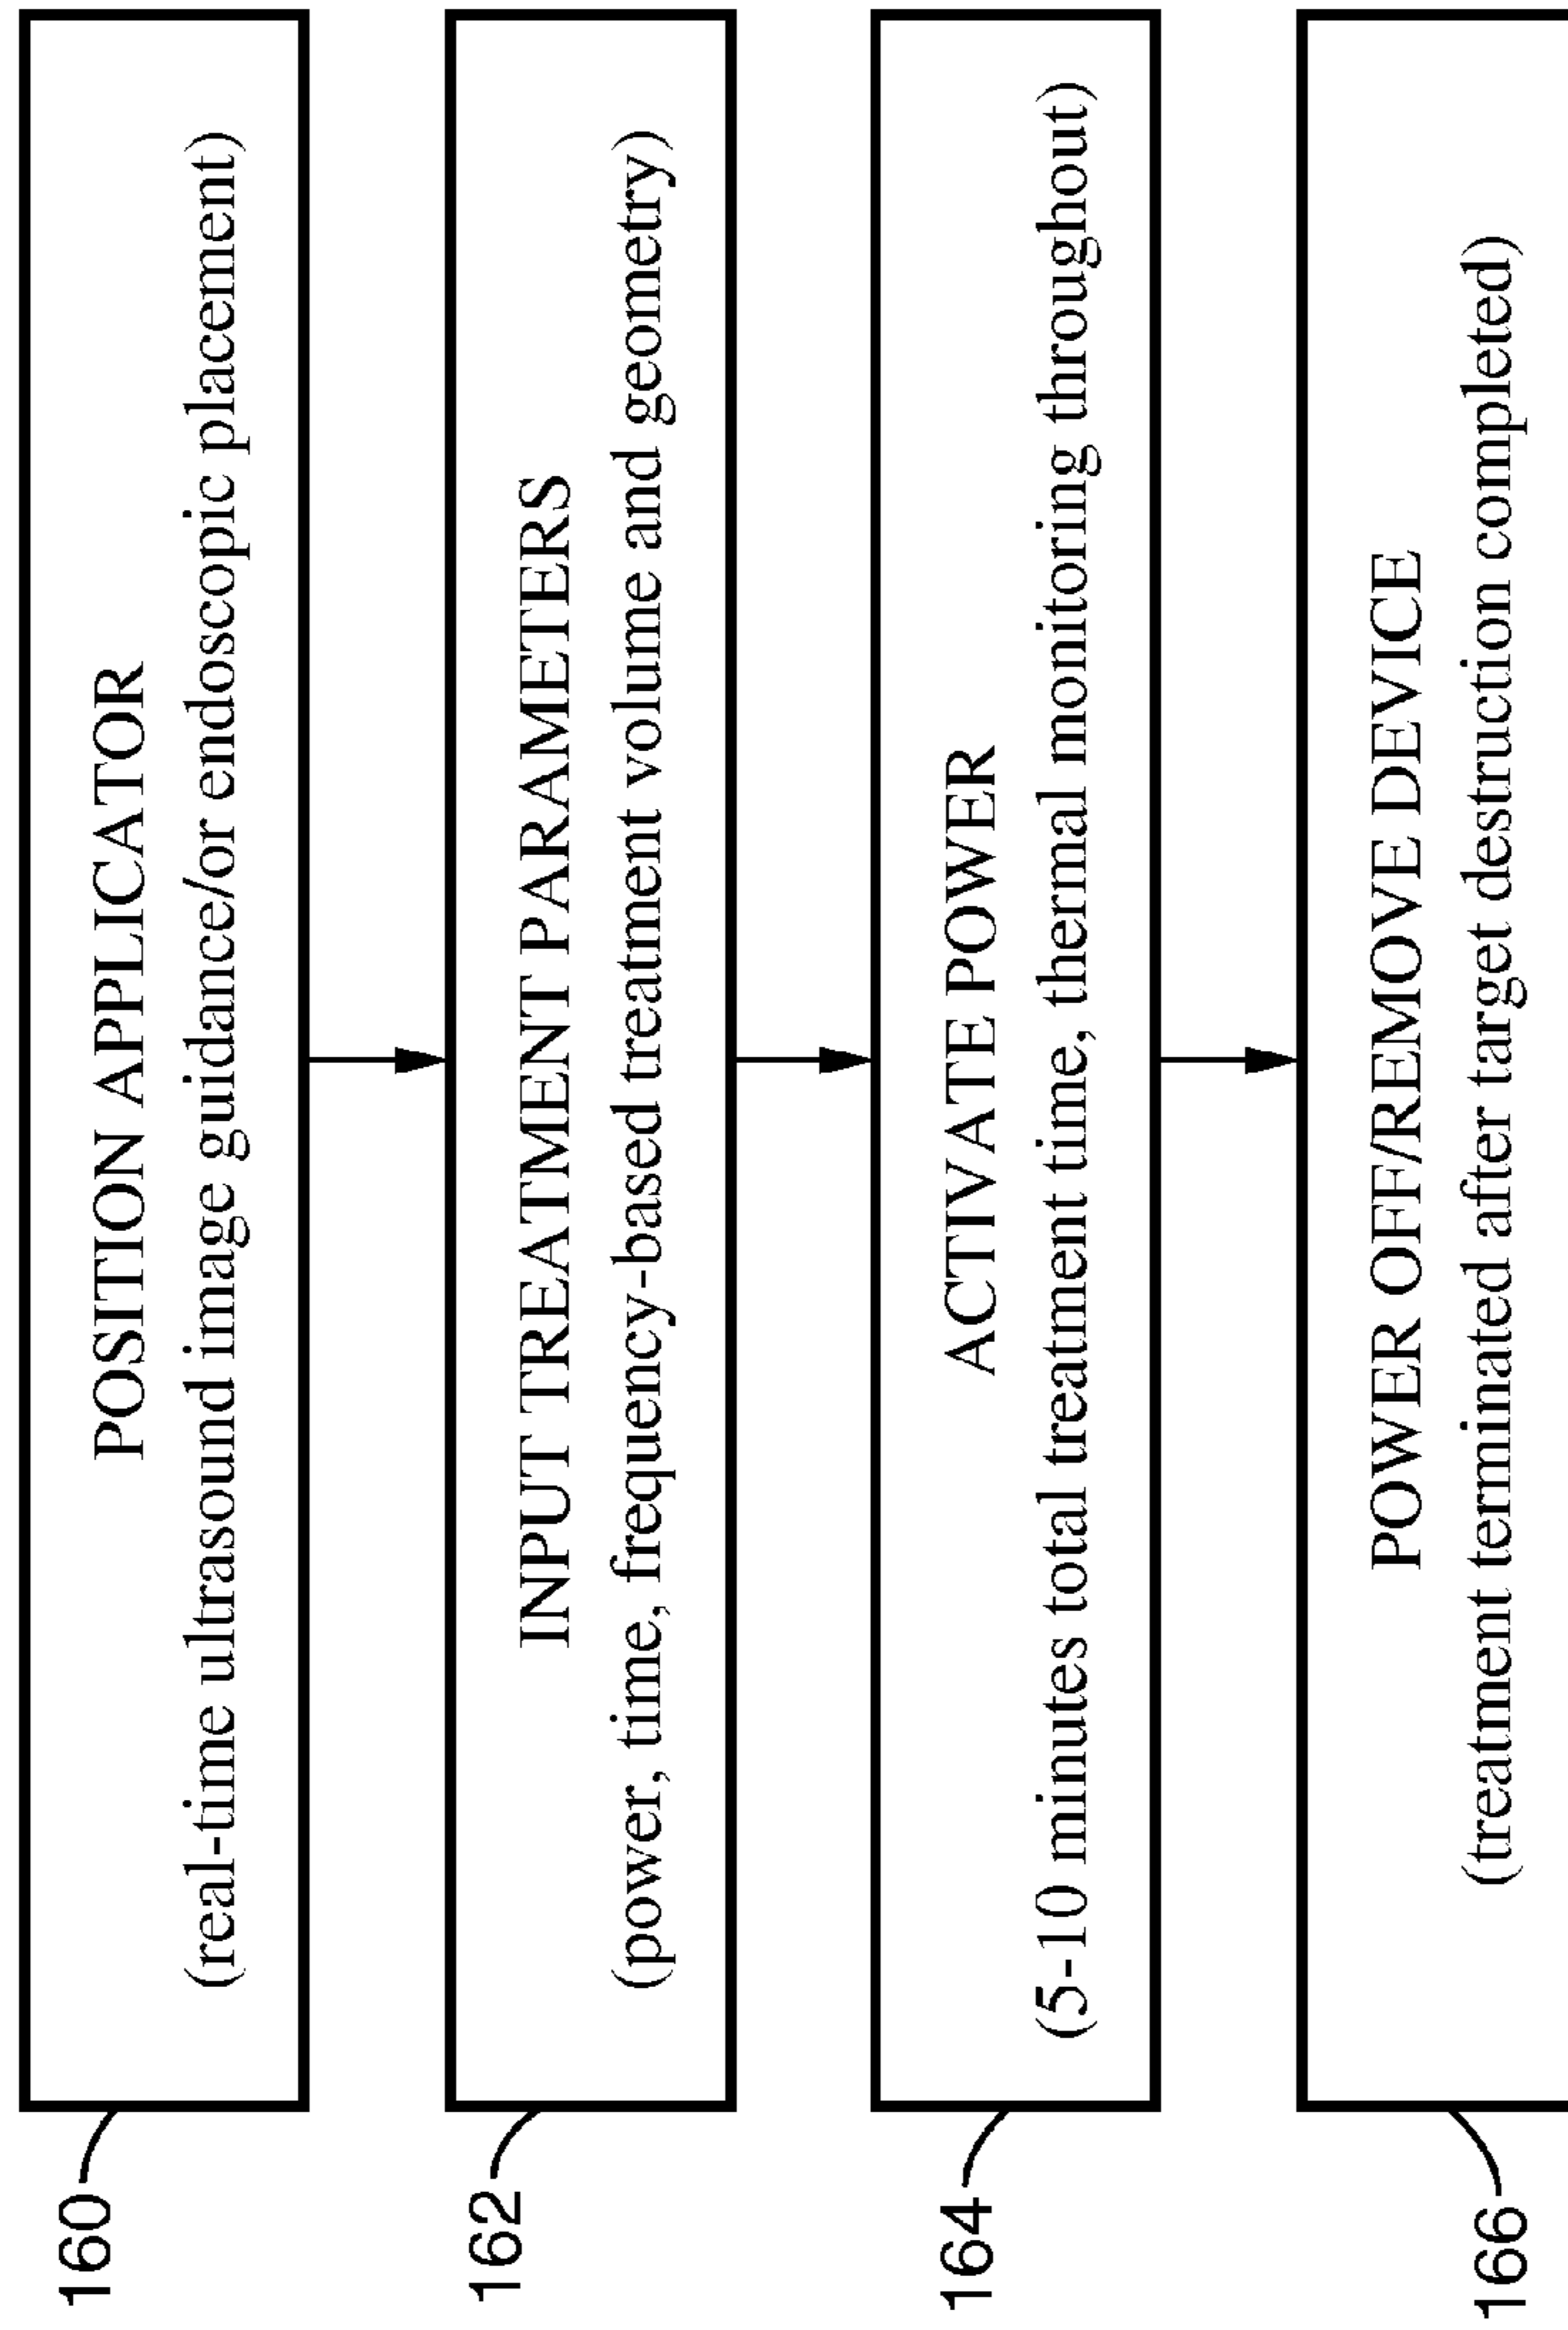 160
POSITION APPLICATOR
(real-time ultrasound image guidance/or endoscopic placement)
162
INPUT TREATMENT PARAMETERS
(power, time, frequency-based treatment volume and geometry)
164
ACTIVATE POWER
(5-10 minutes total treatment time, thermal monitoring throughout)
166
POWER OFF/REMOVE DEVICE
(treatment terminated after target destruction completed)